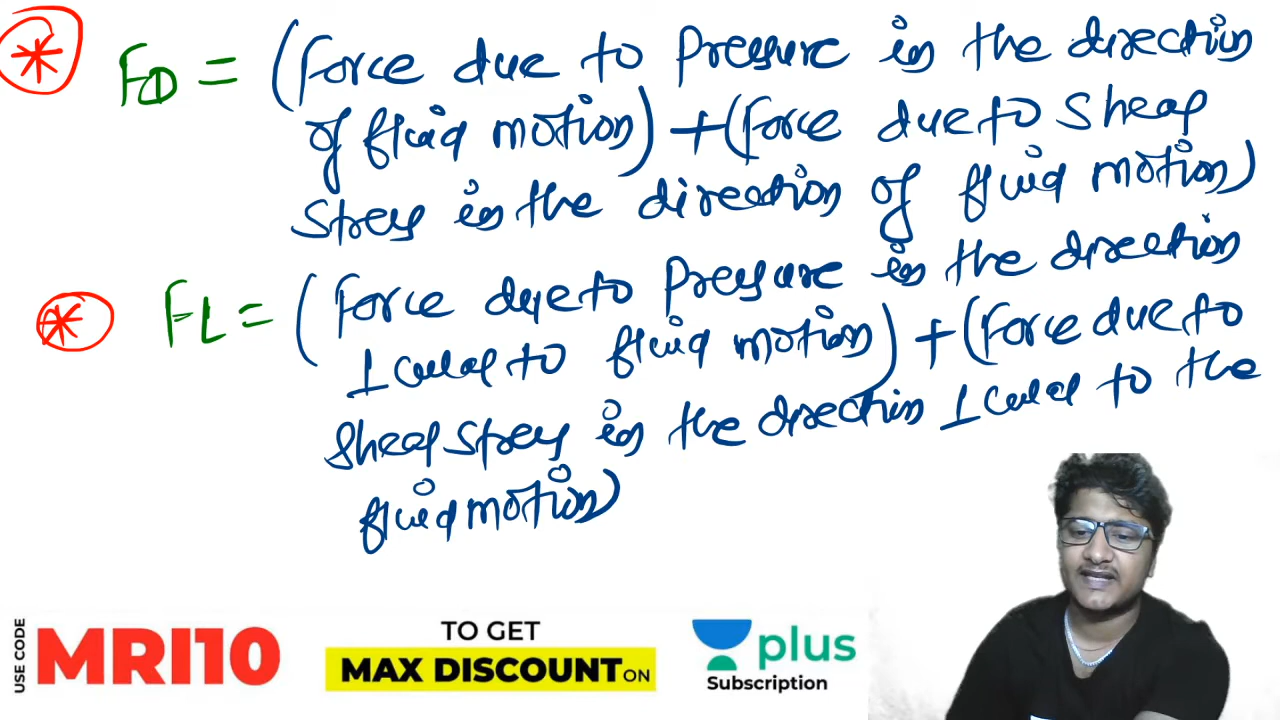 FD = (Force due to Pressure in the direction
of fluid motion) + (Force due to Shear
Stress in the direction of fluid motion)
FL = (Force due to Pressure in the direction
⊥cular to fluid motion) + (Force due to
Shear Stress in the direction ⊥cular to the
fluid motion)
USE CODE
MRI10
TO GET
MAX DISCOUNT ON
plus
Subscription